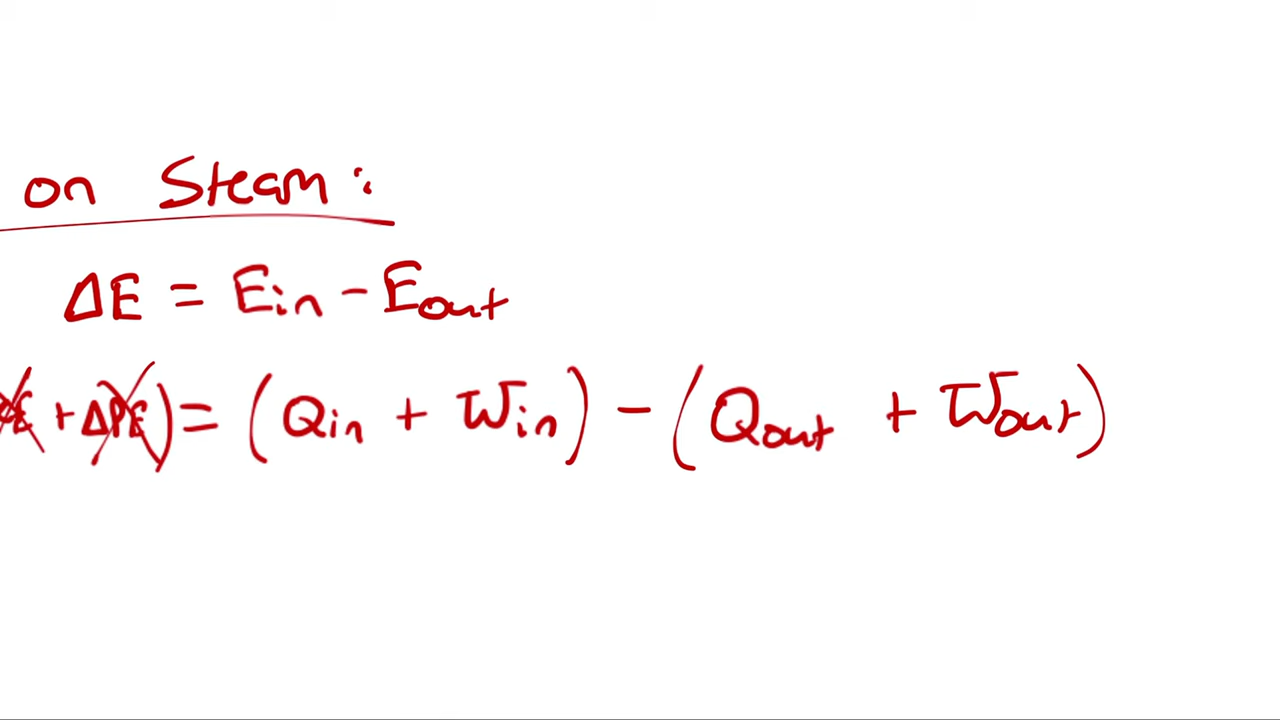 on Steam:
ΔE = Ein - Eout
+ ΔPE) = (Qin + Win) - (Qout + Wout)